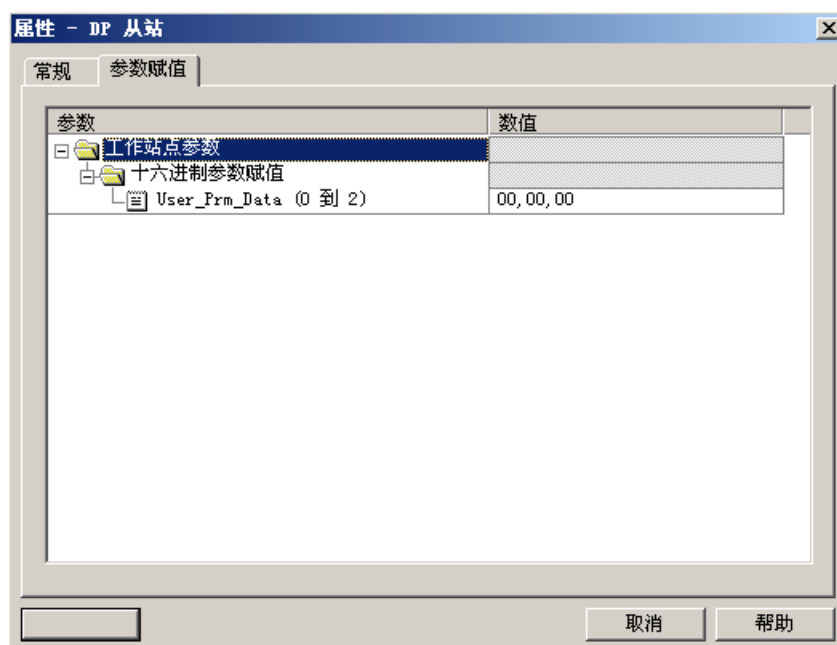 属性 - DP 从站
常规 参数赋值
参数 数值
工作站点参数
十六进制参数赋值
User_Prm_Data (0 到 2) 00,00,00
取消 帮助